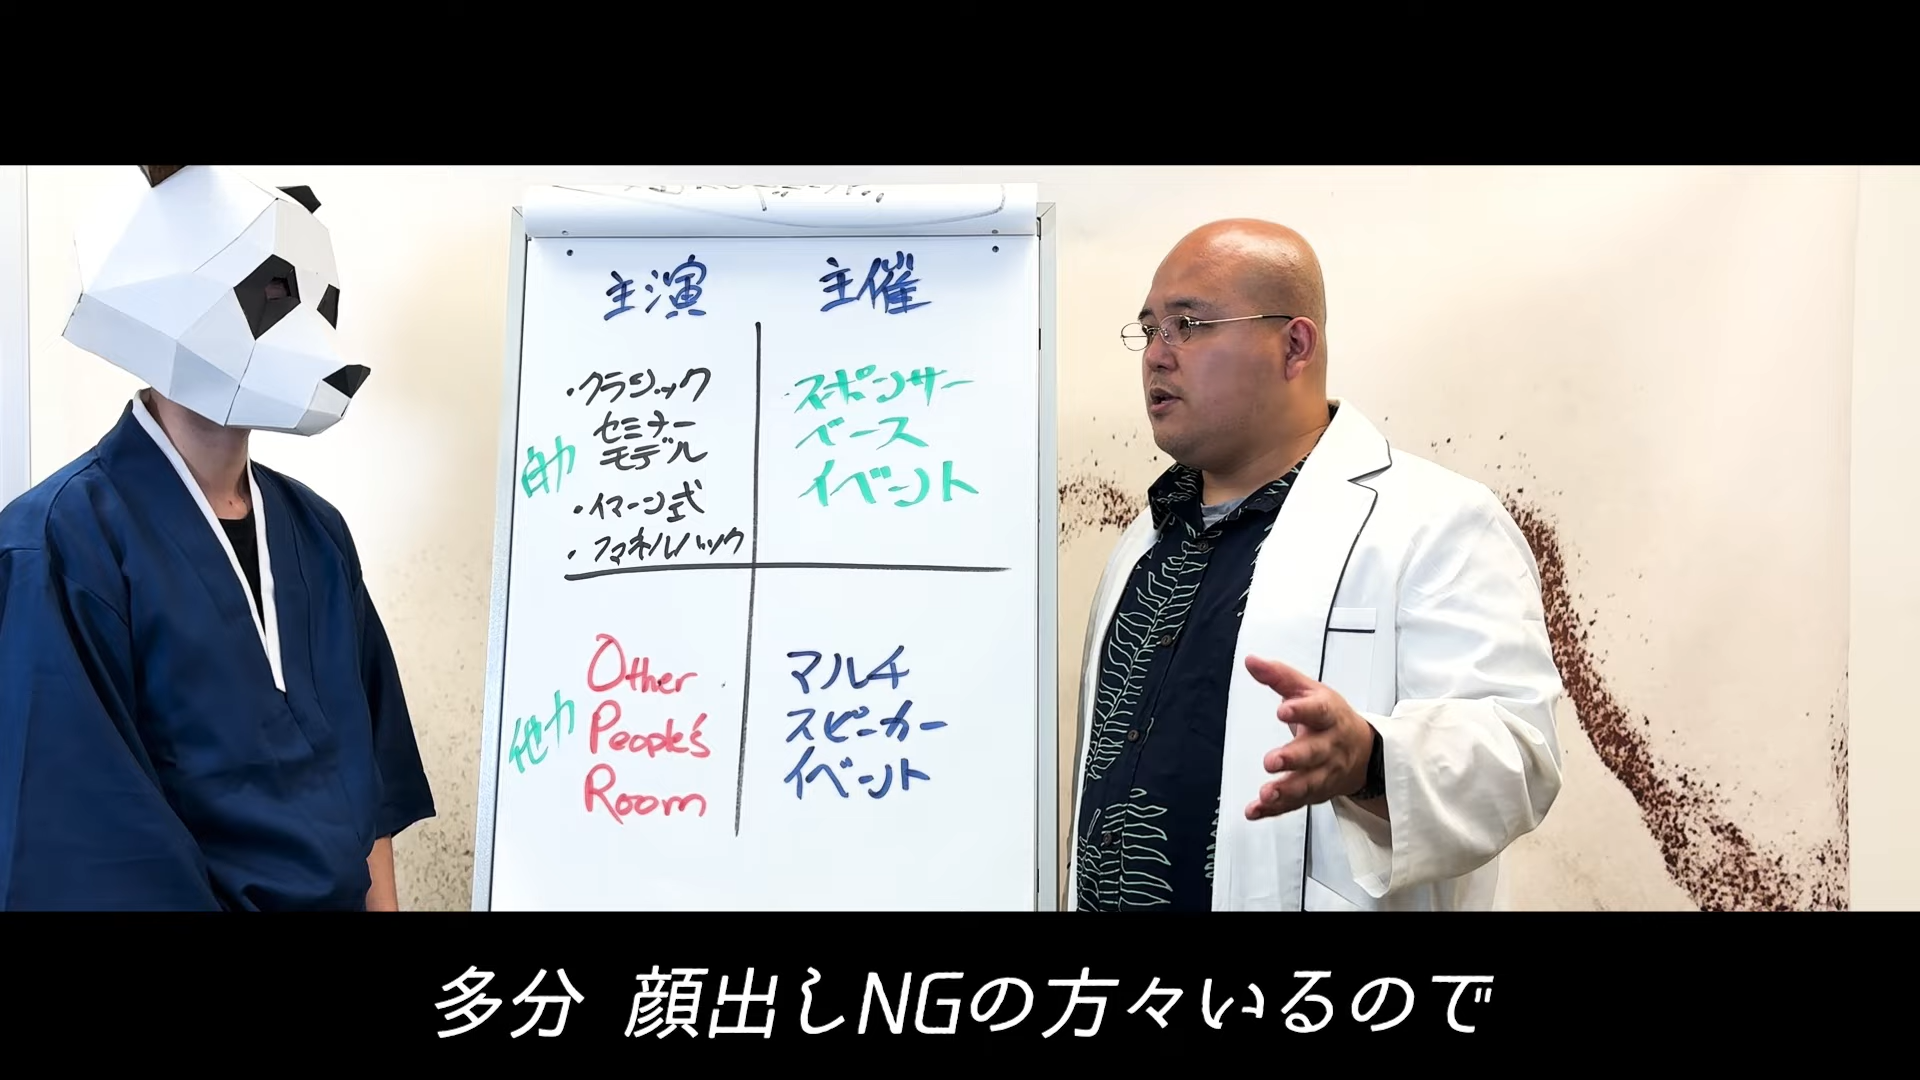 主演
主催
自力
・クラシック
セミナー
モデル
・イマーン式
・ファネルハック
スポンサー
ベース
イベント
他力
Other
People's
Room
マルチ
スピーカー
イベント
多分 顔出しNGの方々いるので